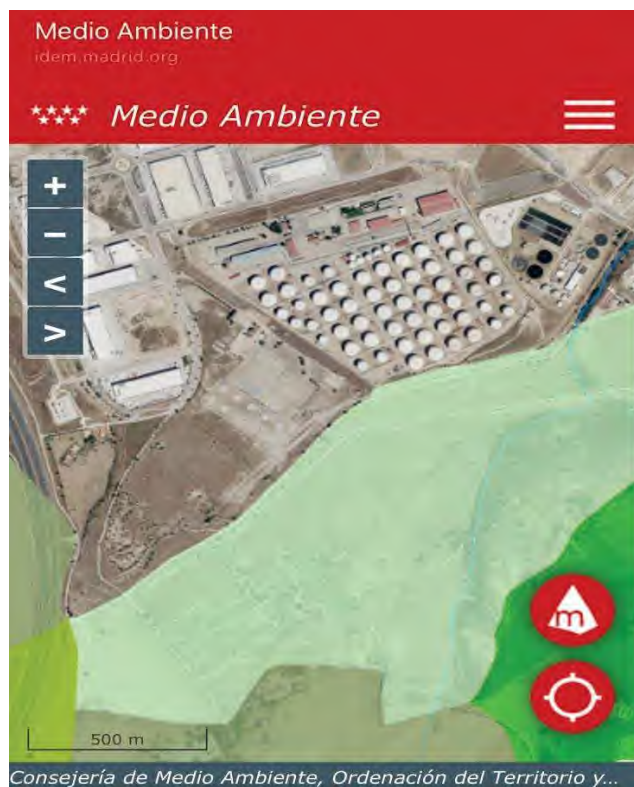 Medio Ambiente
idem.madrid.org
Medio Ambiente
+
−
<
>
m
500 m
Consejería de Medio Ambiente, Ordenación del Territorio y...